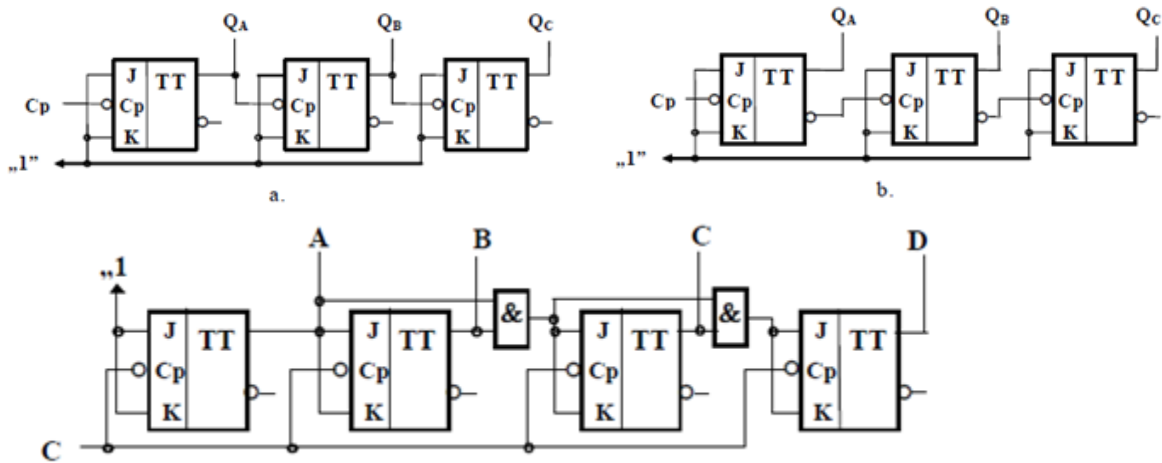 QA QB QC
J TT J TT J TT
Cp Cp Cp Cp
K K K
„1”
a.
QA QB QC
J TT J TT J TT
Cp Cp Cp Cp
K K K
„1”
b.
A B C D
„1
& &
J TT J TT J TT J TT
Cp Cp Cp Cp
K K K K
C